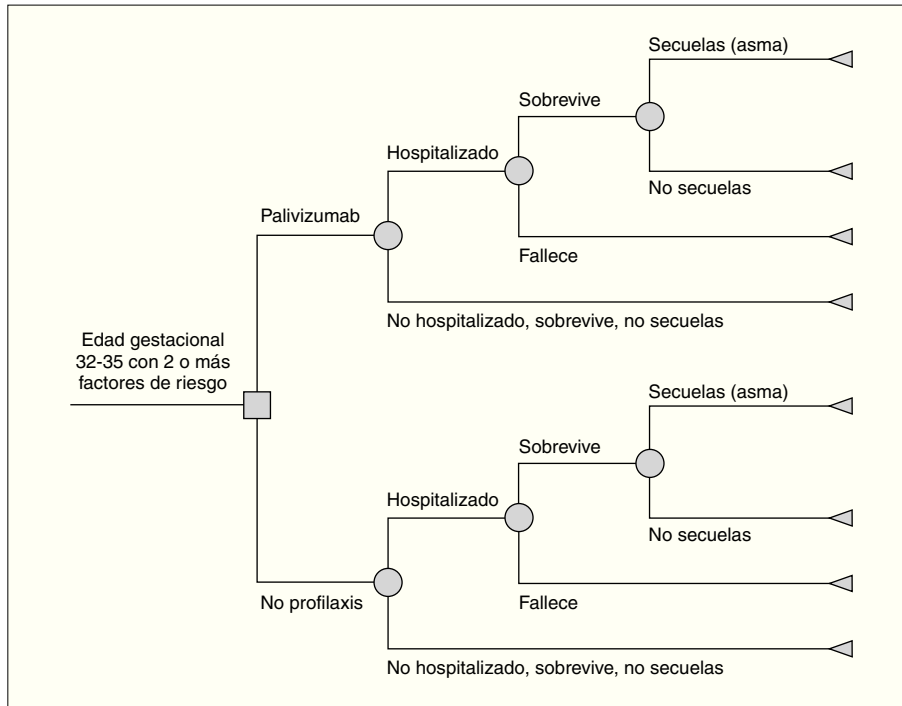 Secuelas (asma)
Sobrevive
Hospitalizado
No secuelas
Palivizumab
Fallece
No hospitalizado, sobrevive, no secuelas
Edad gestacional
32-35 con 2 o más
factores de riesgo
Secuelas (asma)
Sobrevive
Hospitalizado
No secuelas
No profilaxis
Fallece
No hospitalizado, sobrevive, no secuelas